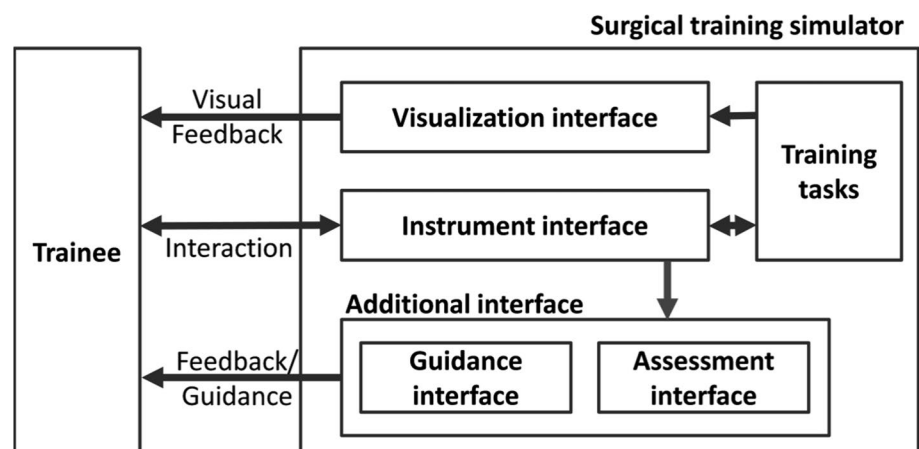 Surgical training simulator
Visual
Feedback
Visualization interface
Training
tasks
Trainee
Interaction
Instrument interface
Additional interface
Feedback/
Guidance
Guidance
interface
Assessment
interface